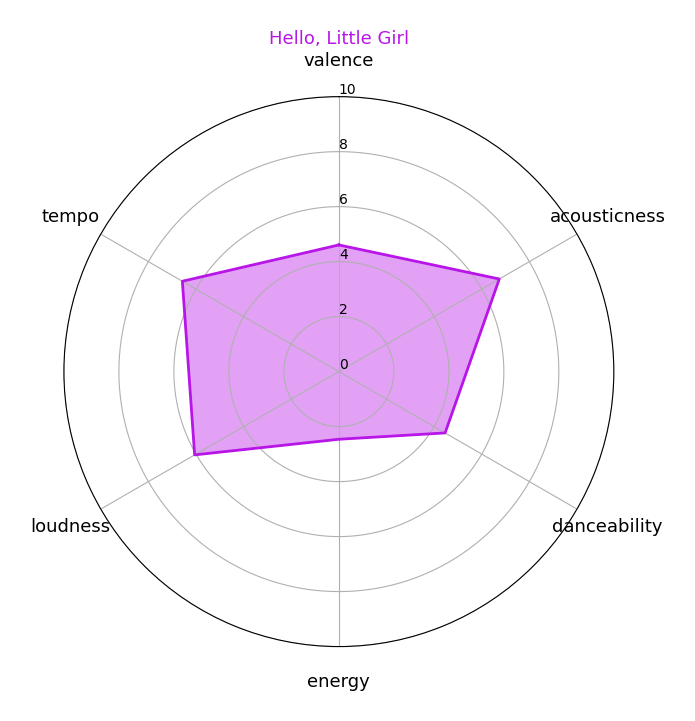 Hello, Little Girl
valence
10
8
tempo
acousticness
6
4
2
0
loudness
danceability
energy